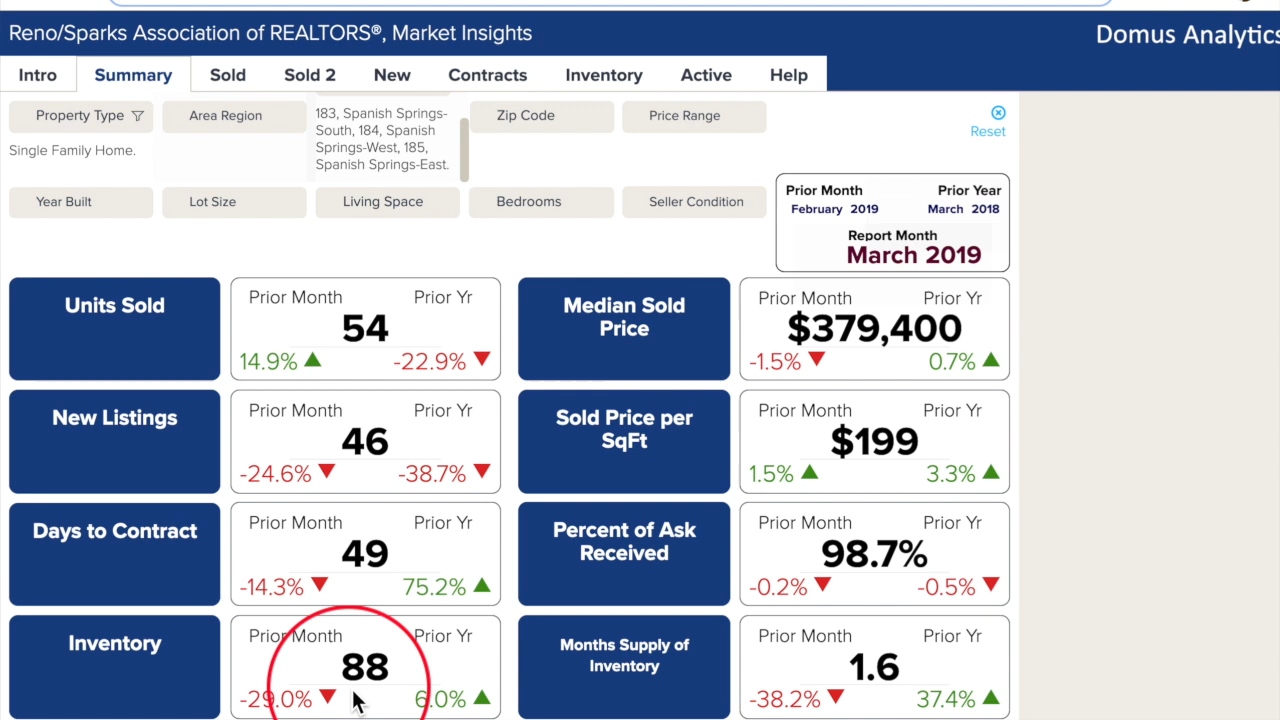 Reno/Sparks Association of REALTORS®, Market Insights
Domus Analytics
Intro Summary Sold Sold 2 New Contracts Inventory Active Help
Property Type Area Region 183, Spanish Springs- Zip Code Price Range
South, 184, Spanish
Springs-West, 185,
Spanish Springs-East.
Single Family Home.
Reset
Year Built Lot Size Living Space Bedrooms Seller Condition
Prior Month Prior Year
February 2019 March 2018
Report Month
March 2019
Units Sold
Prior Month Prior Yr
54
14.9% -22.9%
Median Sold
Price
Prior Month Prior Yr
$379,400
-1.5% 0.7%
New Listings
Prior Month Prior Yr
46
-24.6% -38.7%
Sold Price per
SqFt
Prior Month Prior Yr
$199
1.5% 3.3%
Days to Contract
Prior Month Prior Yr
49
-14.3% 75.2%
Percent of Ask
Received
Prior Month Prior Yr
98.7%
-0.2% -0.5%
Inventory
Prior Month Prior Yr
88
-29.0% 6.0%
Months Supply of
Inventory
Prior Month Prior Yr
1.6
-38.2% 37.4%